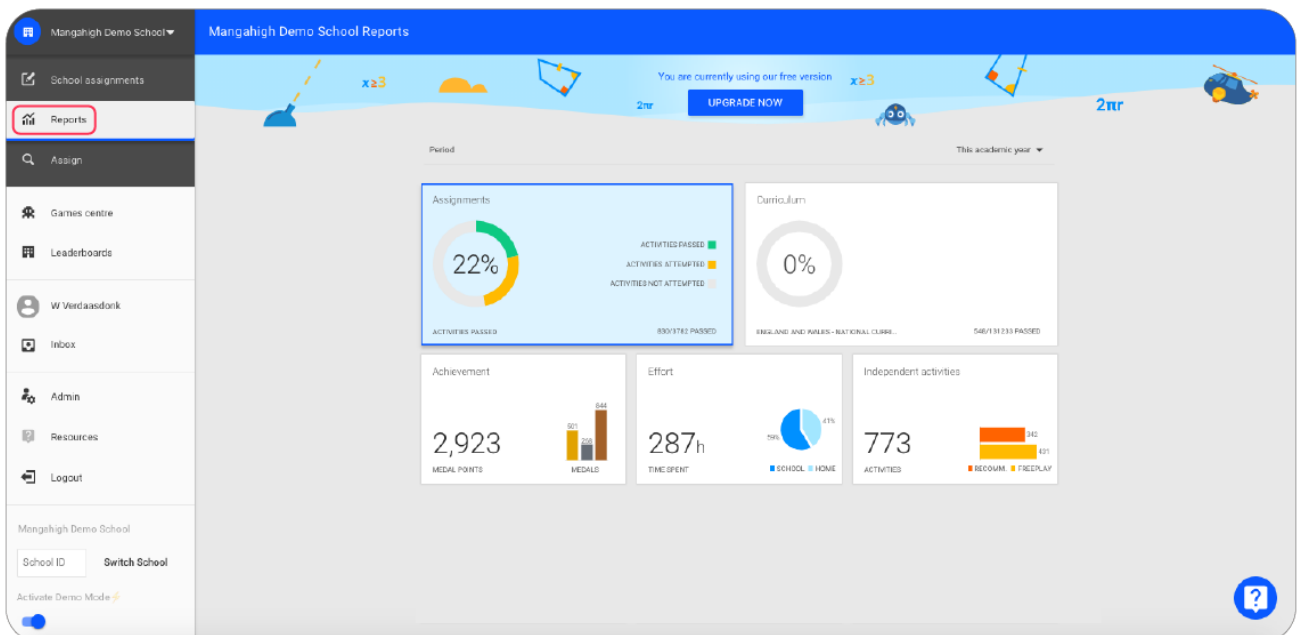 Mangahigh Demo School
Mangahigh Demo School Reports
School assignments
Reports
Assign
Games centre
Leaderboards
W Verdaasdonk
Inbox
Admin
Resources
Logout
Mangahigh Demo School
School ID
Switch School
Activate Demo Mode
x≥3
2πr
You are currently using our free version
UPGRADE NOW
x≥3
2πr
Period
This academic year
Assignments
22%
ACTIVITIES PASSED
ACTIVITIES ATTEMPTED
ACTIVITIES NOT ATTEMPTED
ACTIVITIES PASSED
830/3782 PASSED
Curriculum
0%
ENGLAND AND WALES - NATIONAL CURRI...
548/131233 PASSED
Achievement
2,923
MEDAL POINTS
501
258
644
MEDALS
Effort
287h
TIME SPENT
59%
41%
SCHOOL
HOME
Independent activities
773
ACTIVITIES
342
431
RECOMM.
FREEPLAY
?